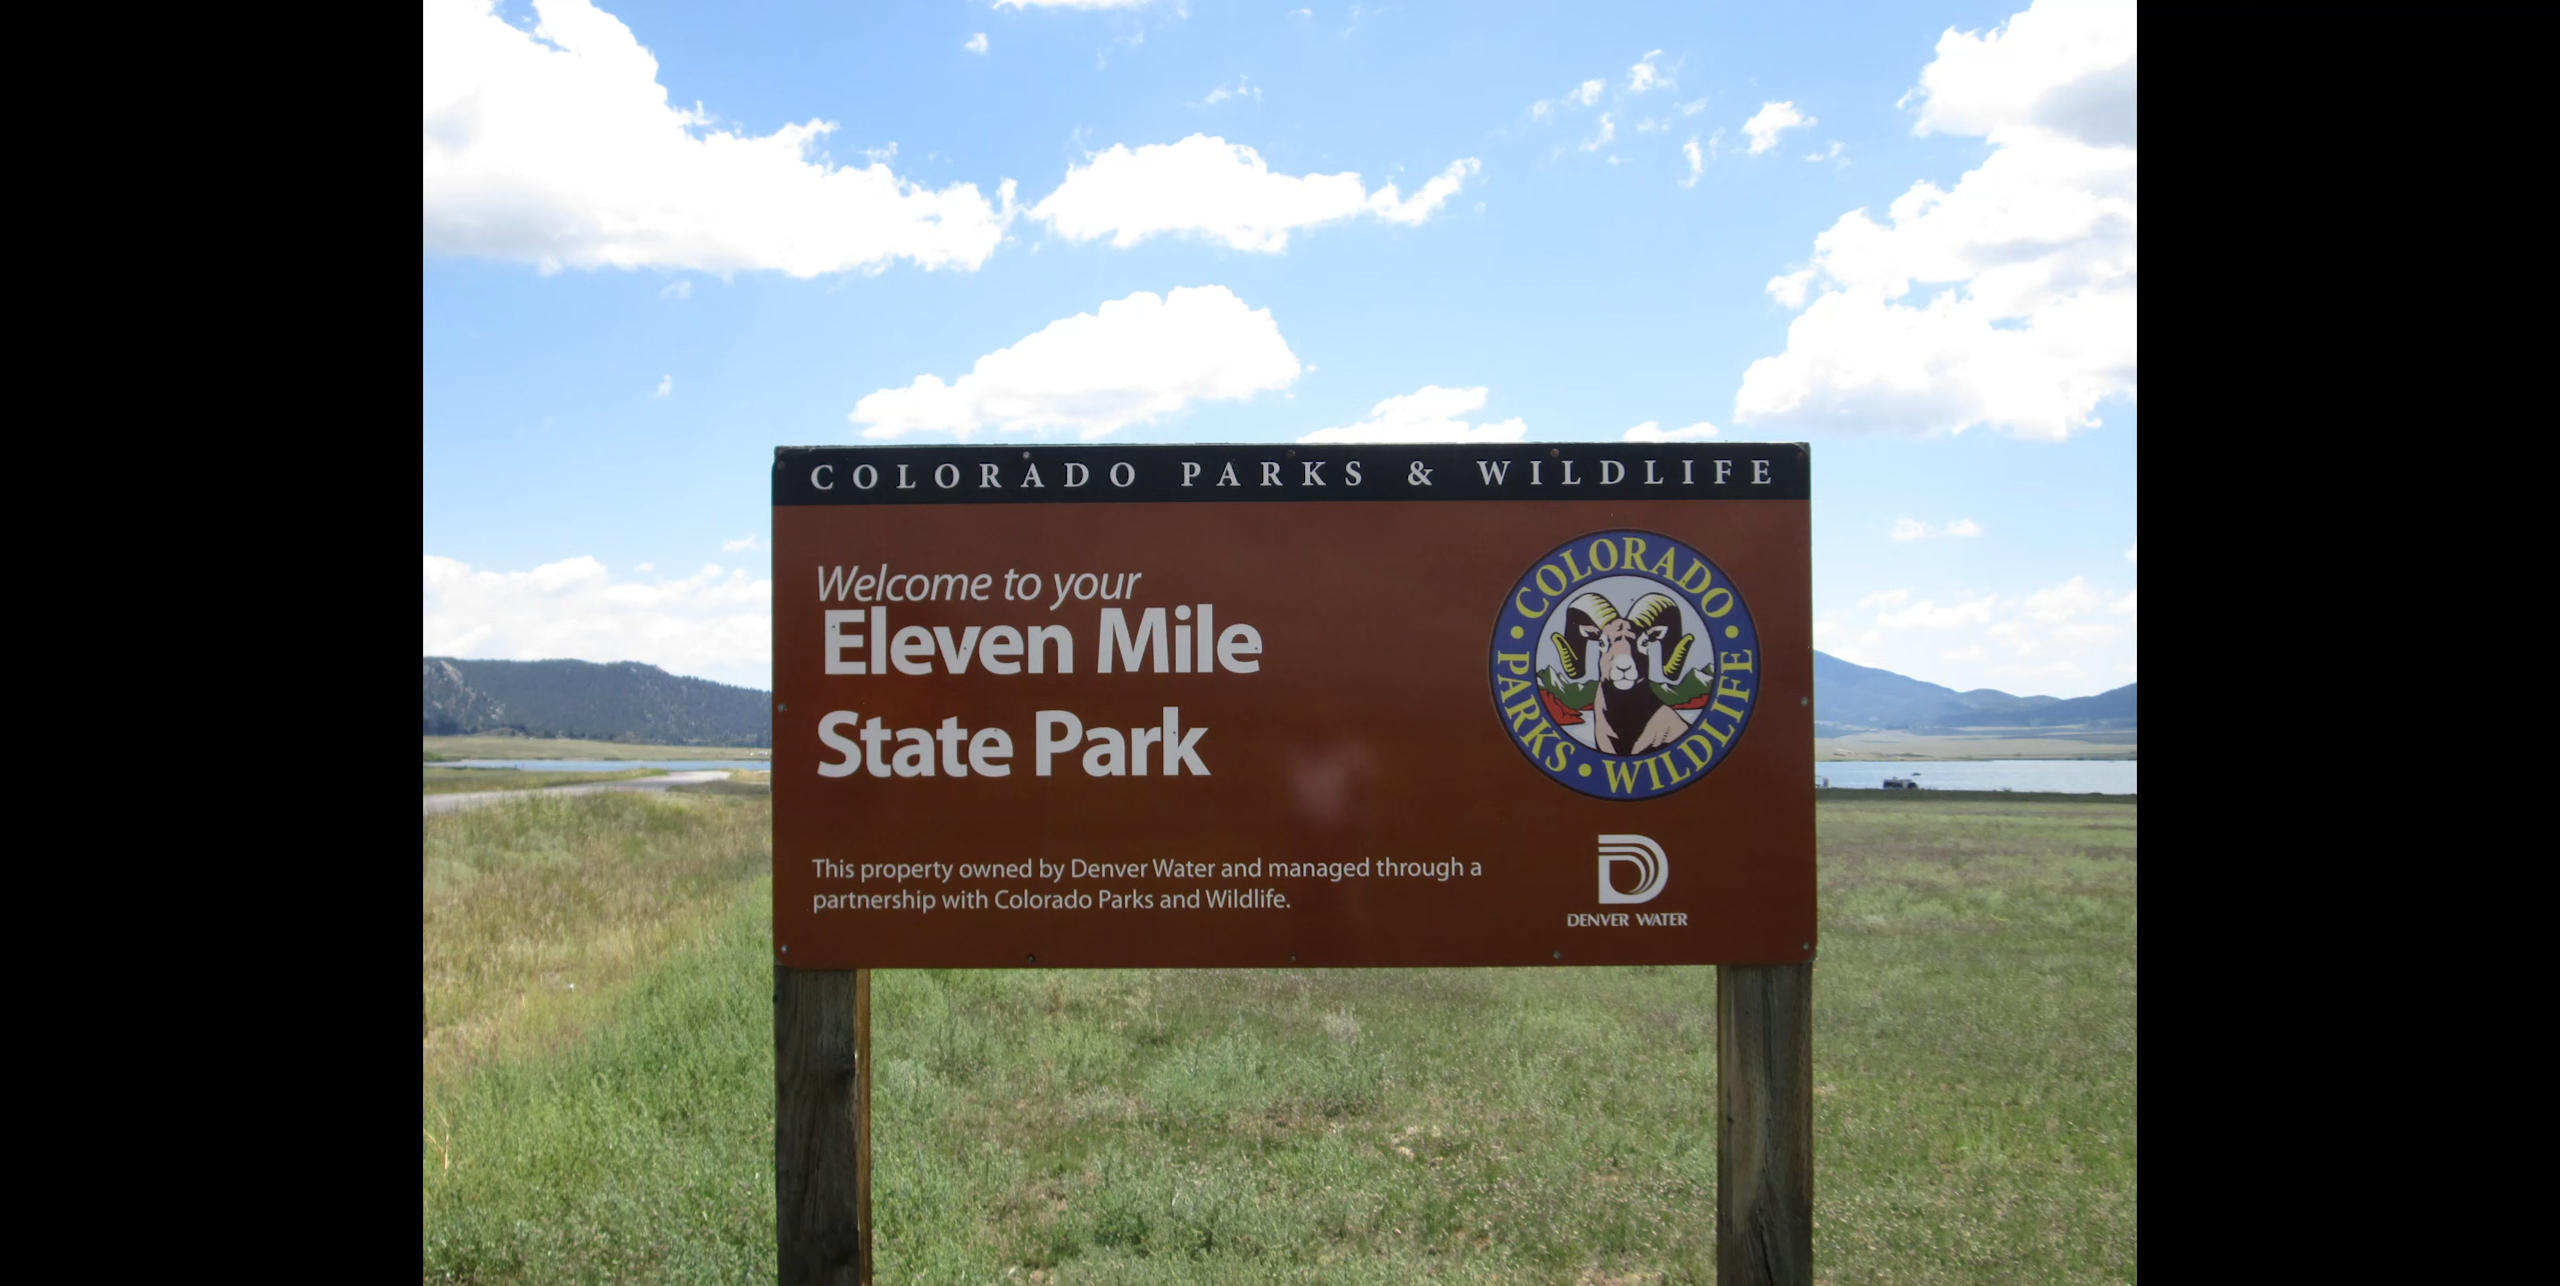 COLORADO PARKS & WILDLIFE
Welcome to your
Eleven Mile
State Park
COLORADO
PARKS • WILDLIFE
This property owned by Denver Water and managed through a
partnership with Colorado Parks and Wildlife.
DENVER WATER